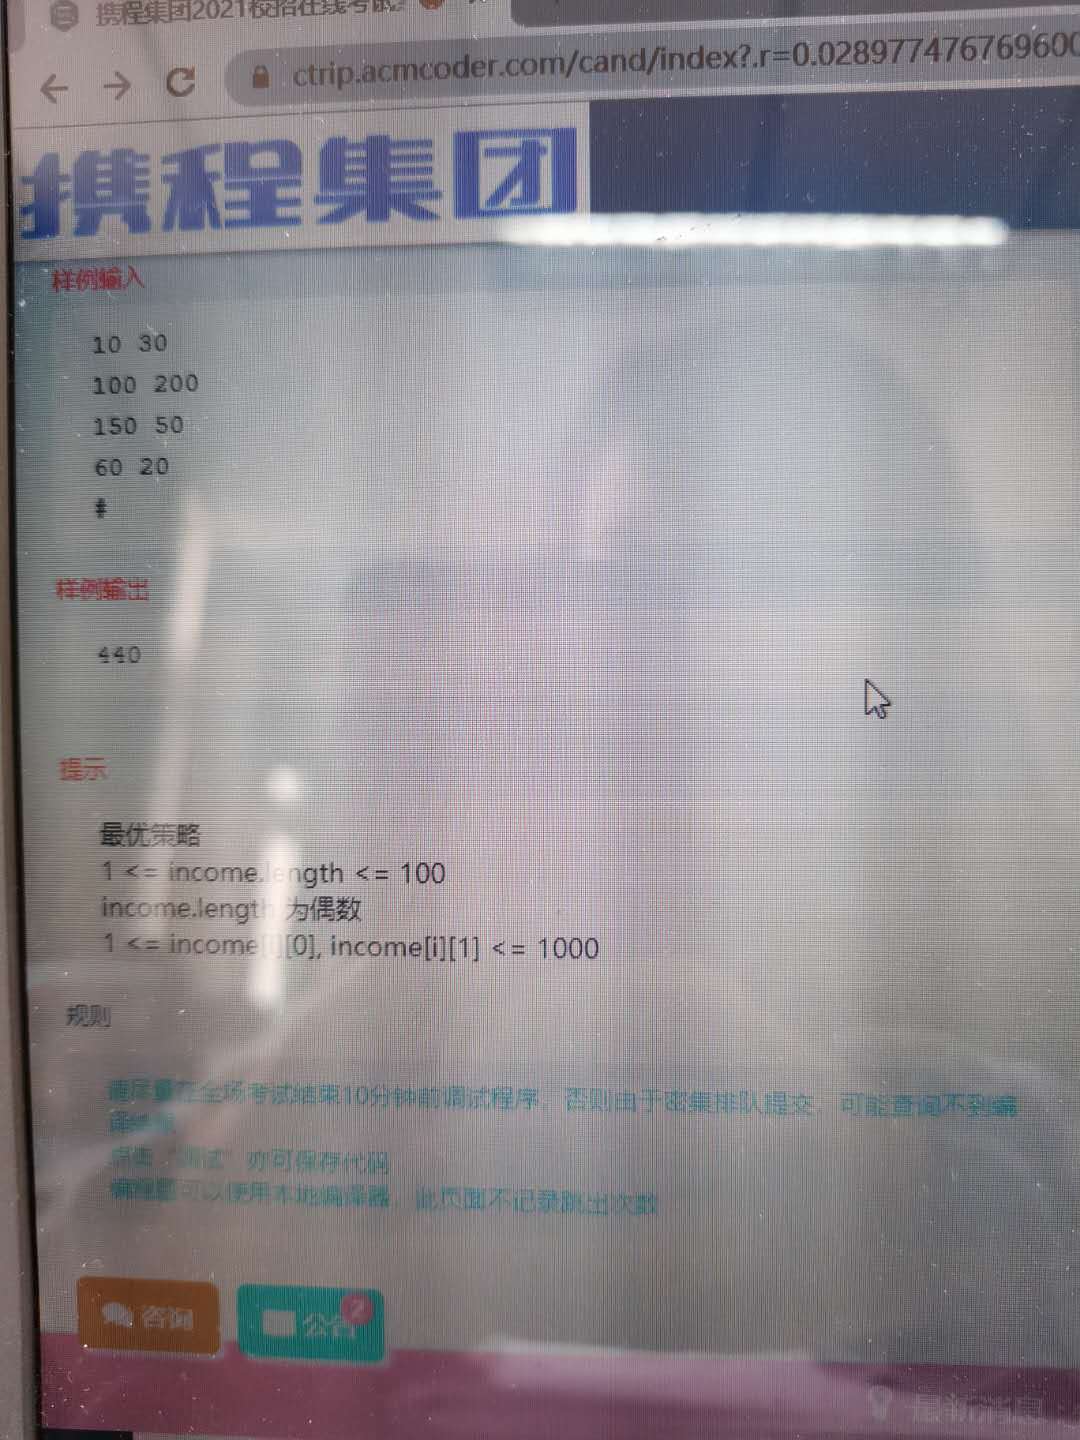 携程集团2021校招在线考试
ctrip.acmcoder.com/cand/index?.r=0.028977476769600
携程集团
样例输入
10 30
100 200
150 50
60 20
#
样例输出
440
提示
最优策略
1 <= income.length <= 100
income.length 为偶数
1 <= income[i][0], income[i][1] <= 1000
规则
请尽量在全场考试结束10分钟前调试程序，否则由于密集排队提交，可能查询不到编
译结果
点击“调试”亦可保存代码
编程题可以使用本地编译器，此页面不记录跳出次数
咨询
公告
2
最新消息